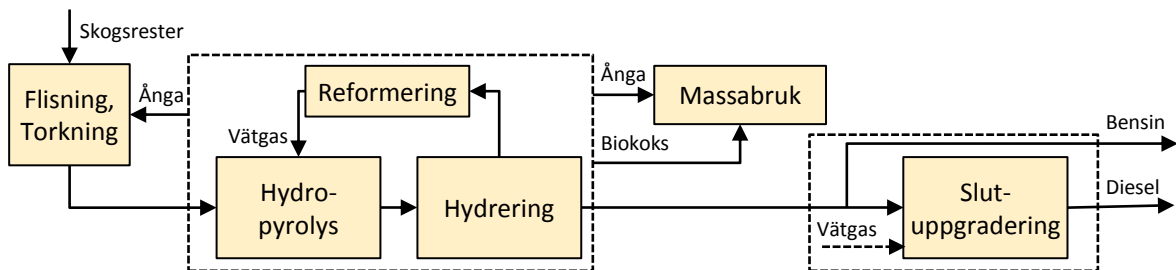 Skogsrester
Flisning,
Torkning
Ånga
Reformering
Vätgas
Hydro-
pyrolys
Hydrering
Ånga
Massabruk
Biokoks
Bensin
Slut-
uppgradering
Diesel
Vätgas